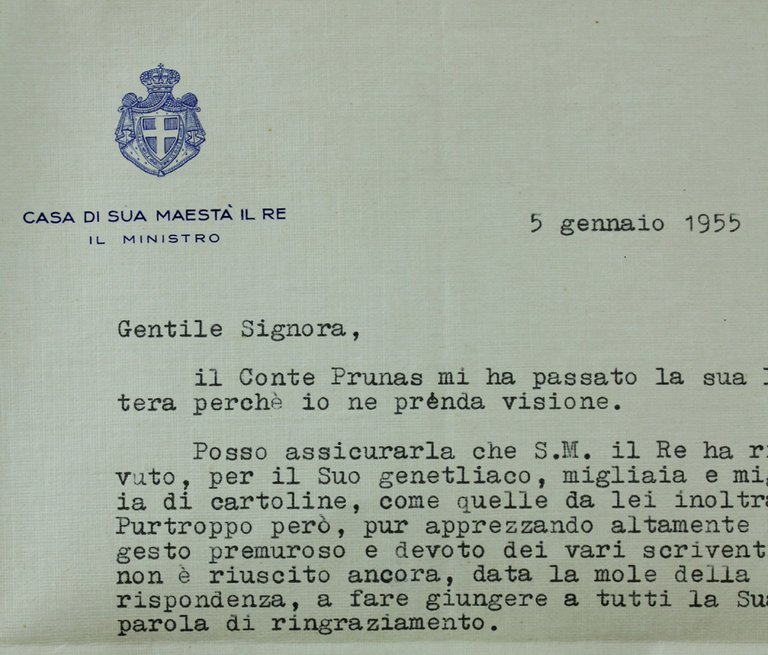 CASA DI SUA MAESTÀ IL RE
IL MINISTRO
5 gennaio 1955
Gentile Signora,
il Conte Prunas mi ha passato la sua
tera perchè io ne prénda visione.
Posso assicurarla che S.M. il Re ha
vuto, per il Suo genetliaco, migliaia e
ia di cartoline, come quelle da lei
Purtroppo però, pur apprezzando altamente
gesto premuroso e devoto dei vari
non è riuscito ancora, data la mole della
rispondenza, a fare giungere a tutti la Sua
parola di ringraziamento.